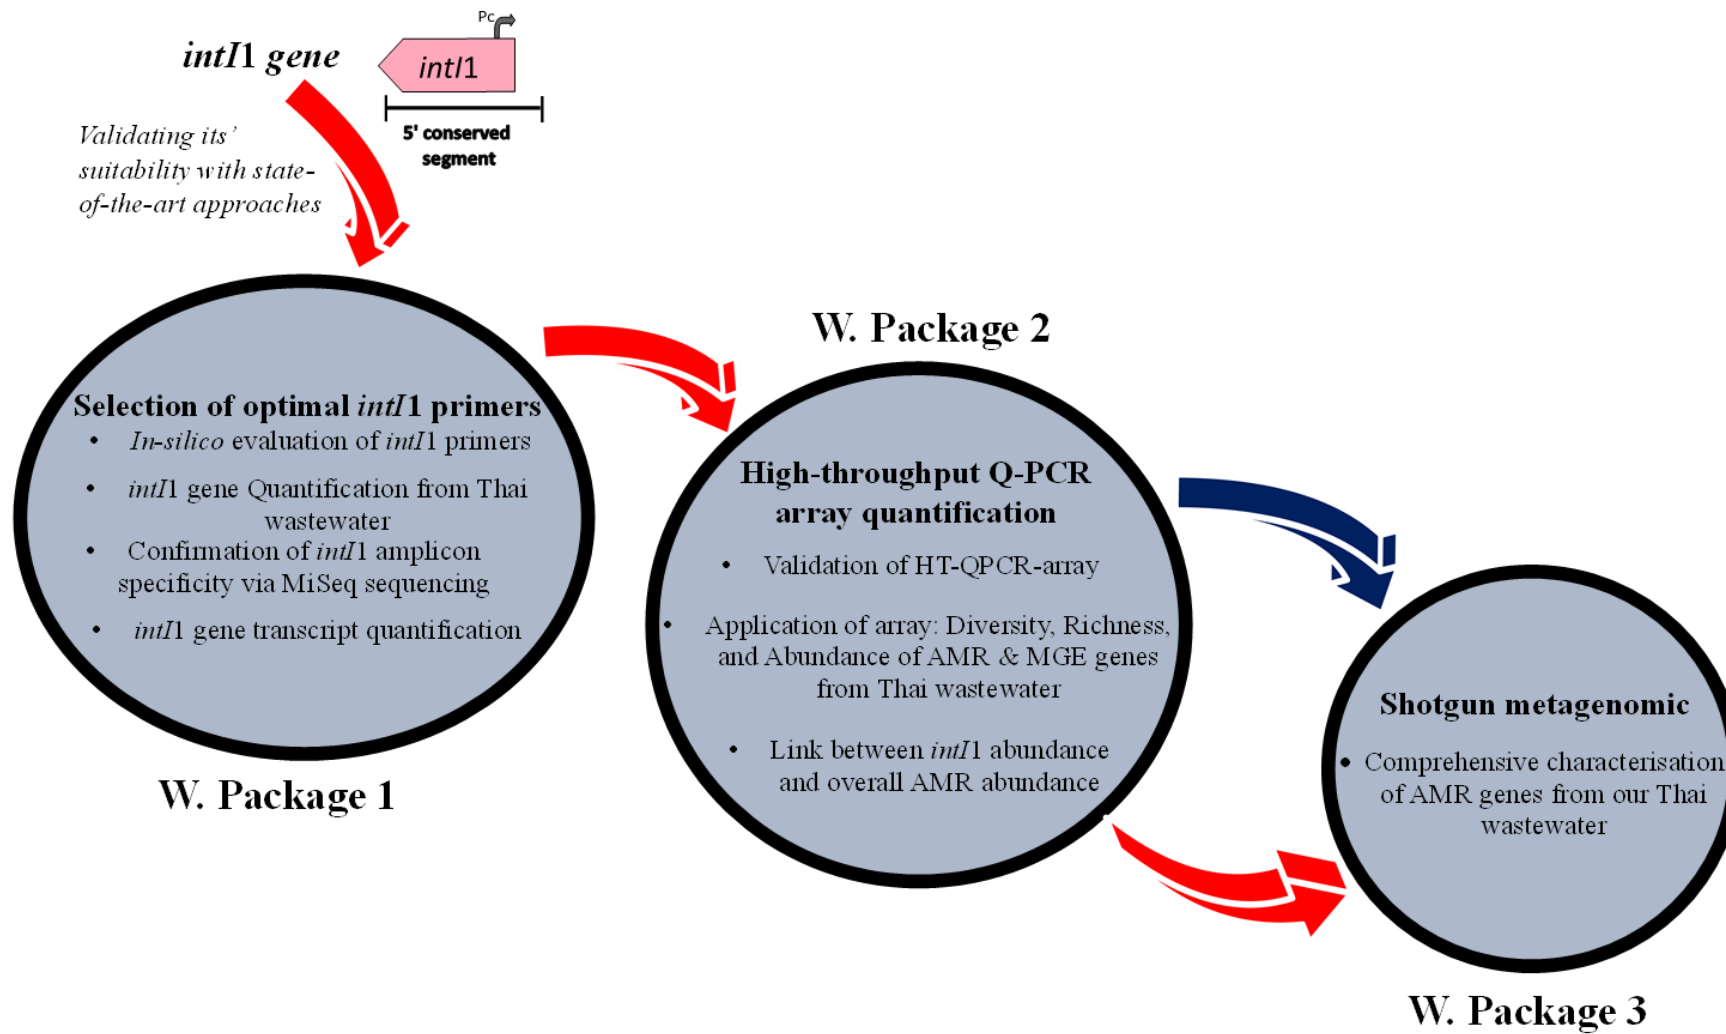 intI1 gene
Pc
intI1
5' conserved
segment
Validating its’
suitability with state-
of-the-art approaches
Selection of optimal intI1 primers
• In-silico evaluation of intI1 primers
• intI1 gene Quantification from Thai
wastewater
• Confirmation of intI1 amplicon
specificity via MiSeq sequencing
• intI1 gene transcript quantification
W. Package 1
W. Package 2
High-throughput Q-PCR
array quantification
• Validation of HT-QPCR-array
• Application of array: Diversity, Richness,
and Abundance of AMR & MGE genes
from Thai wastewater
• Link between intI1 abundance
and overall AMR abundance
Shotgun metagenomic
• Comprehensive characterisation
of AMR genes from our Thai
wastewater
W. Package 3